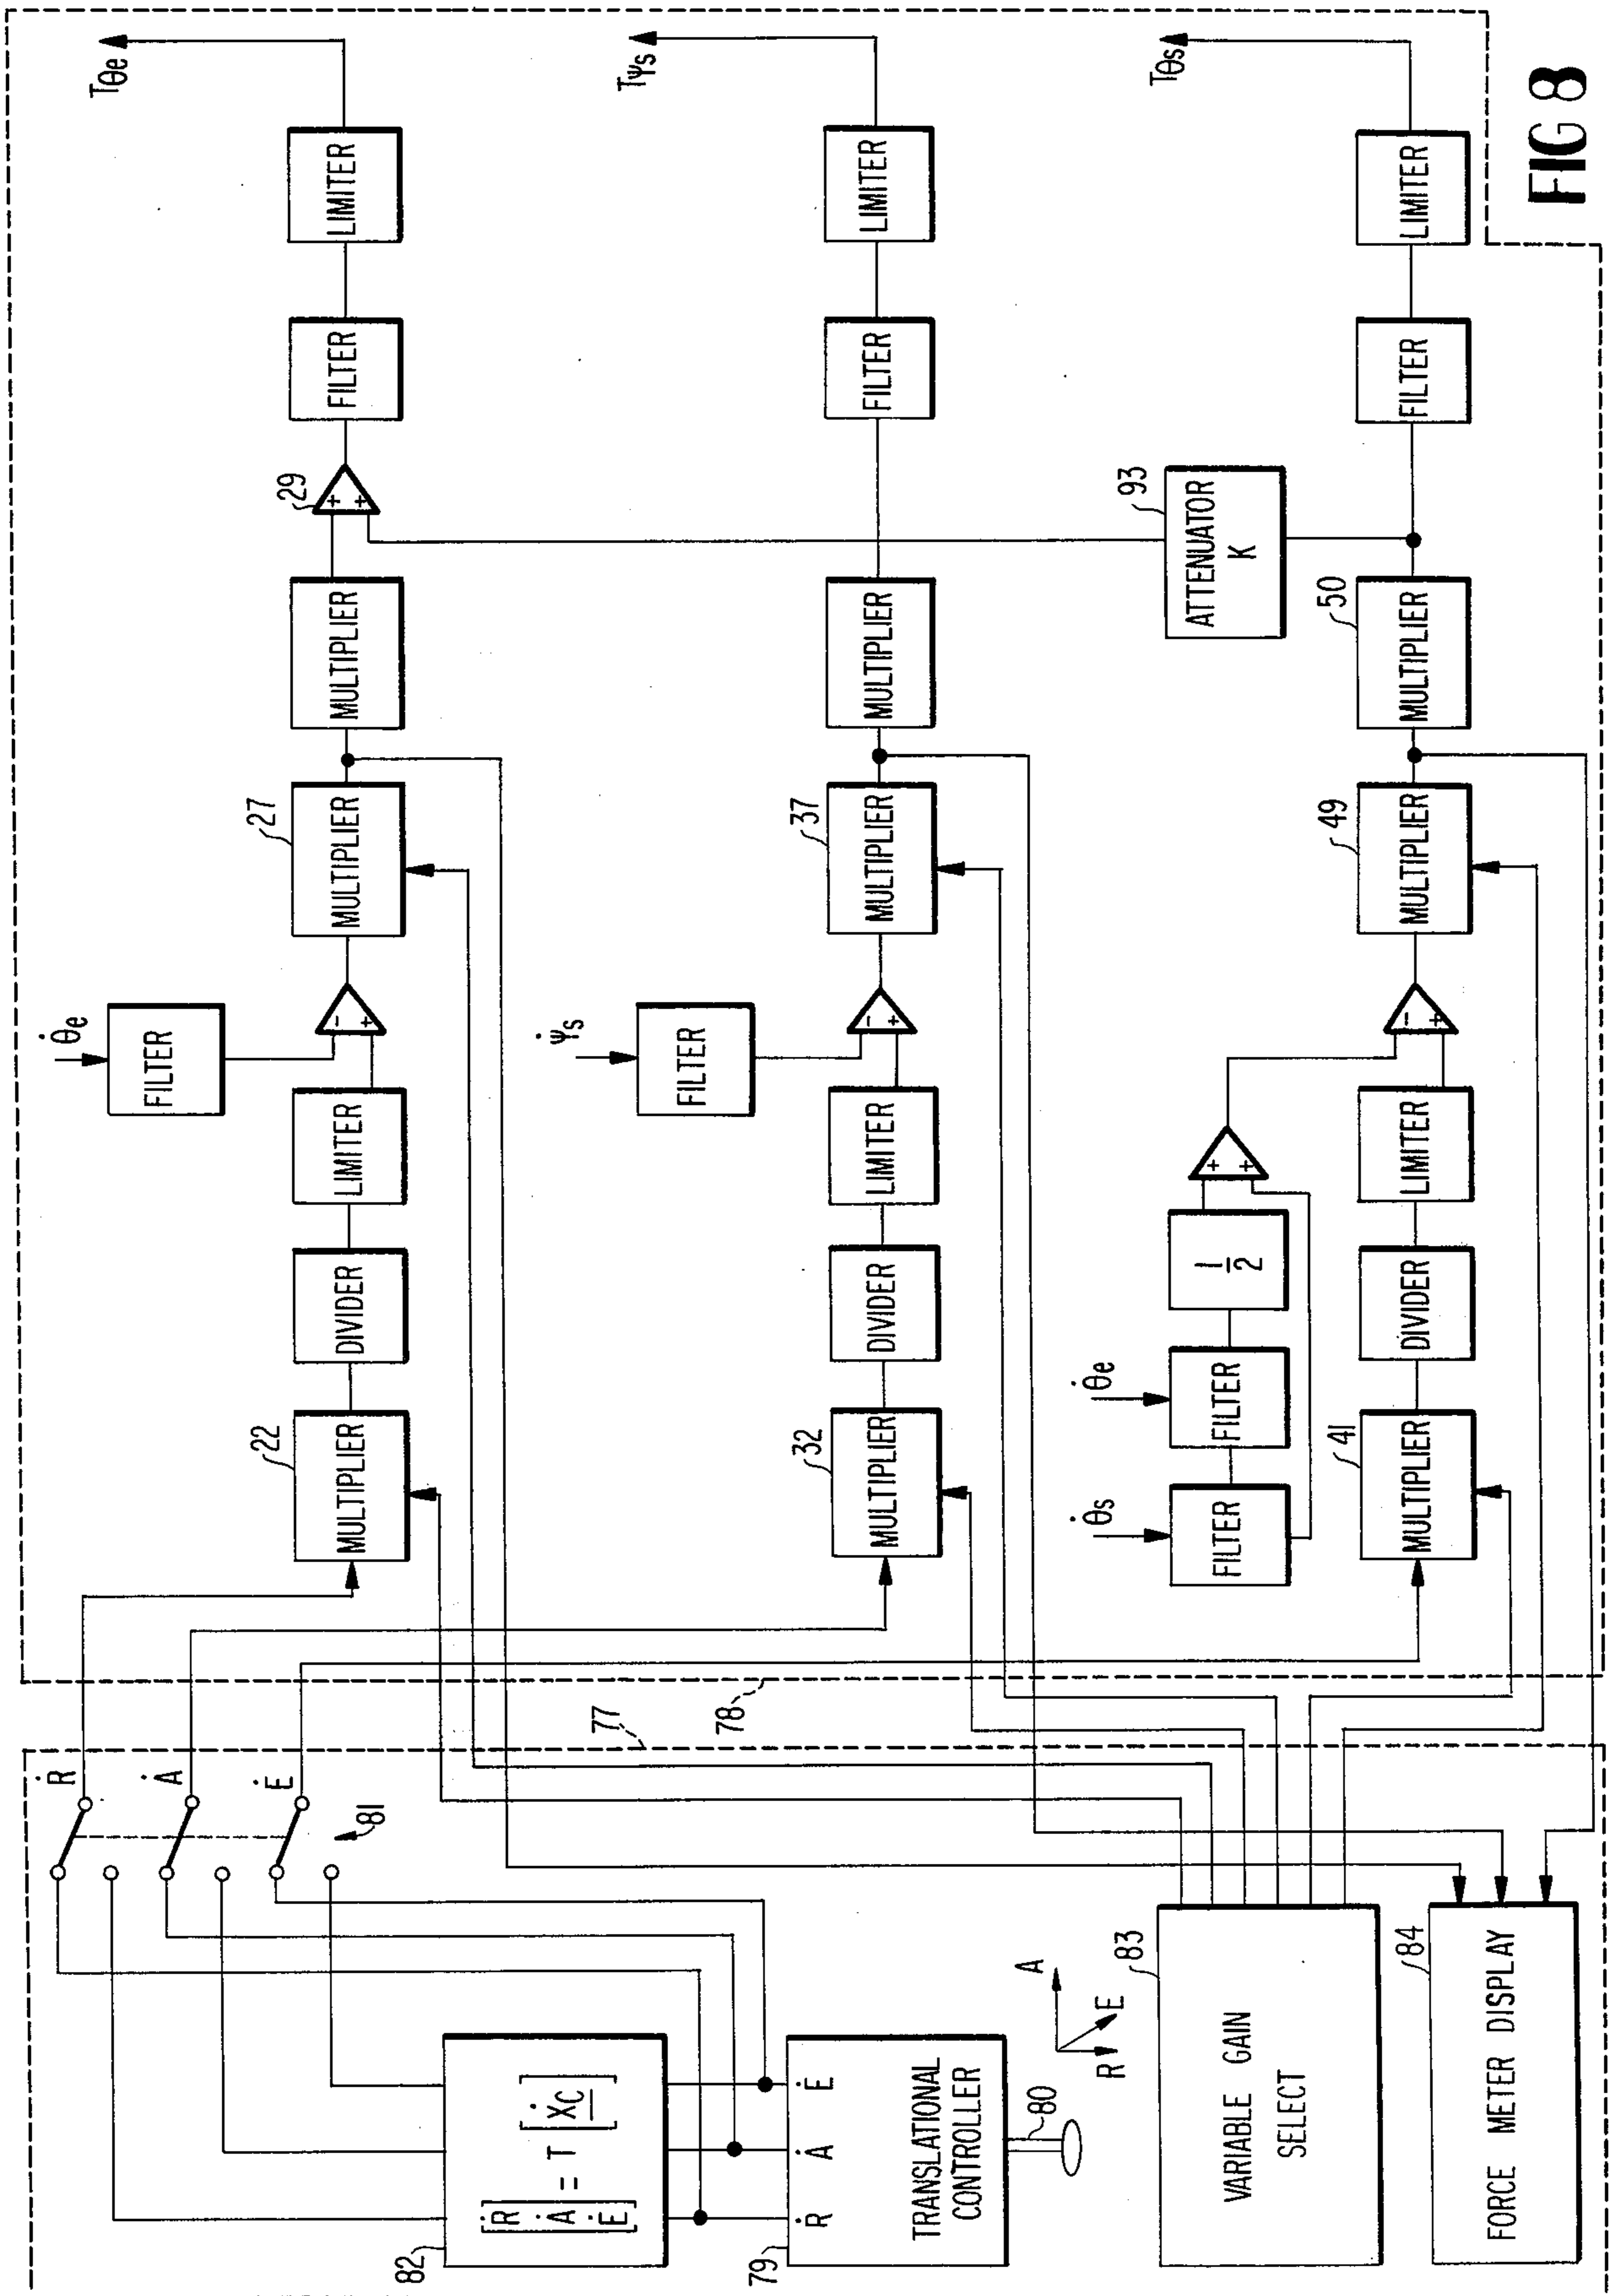 77
78
Ṙ
Ȧ
Ė
81
82
[Ṙ
Ȧ
Ė] = T [Ẋc]
79
Ṙ
Ȧ
Ė
TRANSLATIONAL
CONTROLLER
80
A
E
R
83
VARIABLE GAIN
SELECT
84
FORCE METER DISPLAY
22
MULTIPLIER
DIVIDER
LIMITER
θ̇e
FILTER
-
+
27
MULTIPLIER
MULTIPLIER
29
+
+
FILTER
LIMITER
Tθe
32
MULTIPLIER
DIVIDER
LIMITER
ψ̇s
FILTER
-
+
37
MULTIPLIER
MULTIPLIER
FILTER
LIMITER
Tψs
θ̇s
FILTER
θ̇e
FILTER
1
2
+
+
41
MULTIPLIER
DIVIDER
LIMITER
-
+
49
MULTIPLIER
50
MULTIPLIER
93
ATTENUATOR
K
FILTER
LIMITER
Tθs
FIG 8